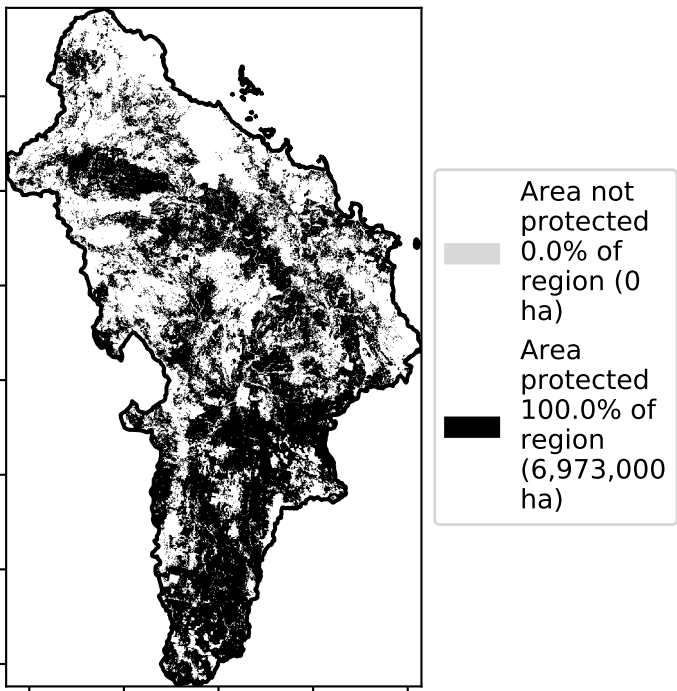 Area not
protected
0.0% of
region (0
ha)
Area
protected
100.0% of
region
(6,973,000
ha)